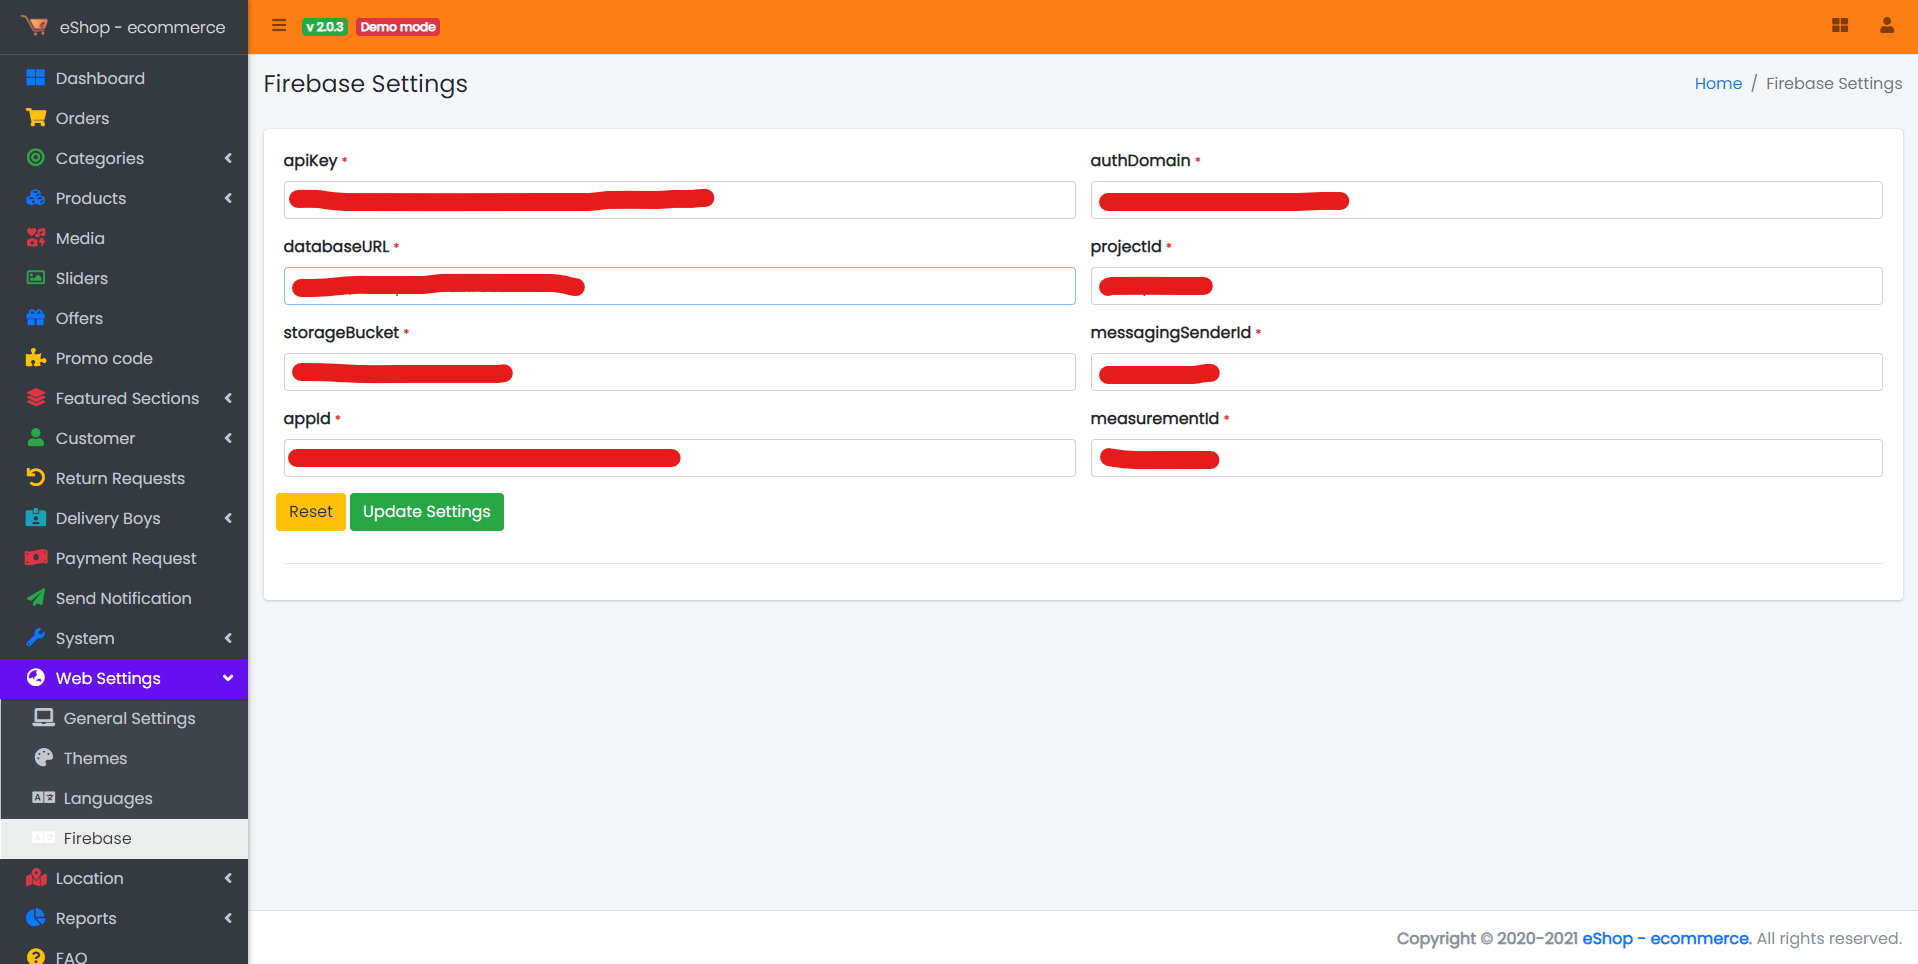 eShop - ecommerce
v 2.0.3 Demo mode
Dashboard
Orders
Categories
Products
Media
Sliders
Offers
Promo code
Featured Sections
Customer
Return Requests
Delivery Boys
Payment Request
Send Notification
System
Web Settings
General Settings
Themes
Languages
Firebase
Location
Reports
FAQ
Firebase Settings
Home / Firebase Settings
apiKey *
authDomain *
databaseURL *
projectId *
storageBucket *
messagingSenderId *
appId *
measurementId *
Reset Update Settings
Copyright © 2020-2021 eShop - ecommerce. All rights reserved.